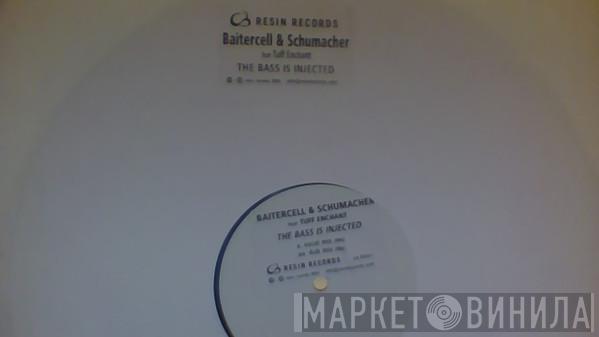 RESIN RECORDS
Baitercell & Schumacher
feat Tuff Enchant
THE BASS IS INJECTED
BAITERCELL & SCHUMACHER
feat TUFF ENCHANT
THE BASS IS INJECTED
RESIN RECORDS
МАРКЕТ ВИНИЛА